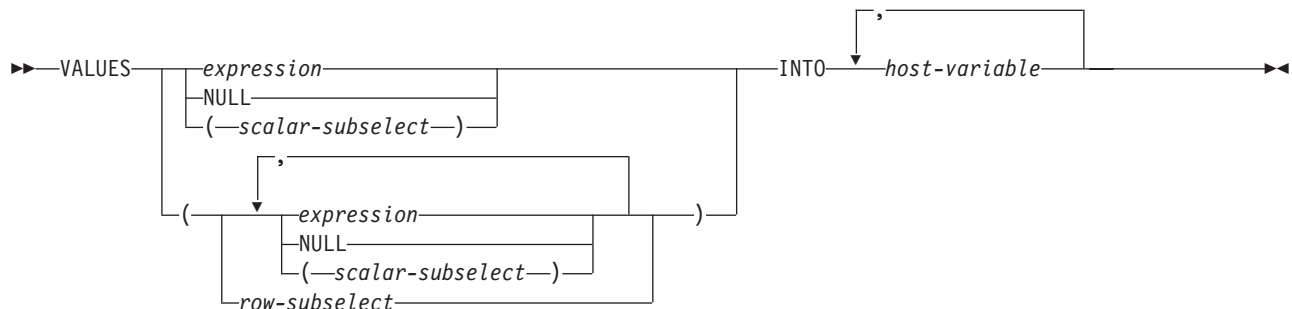 ,
VALUES expression INTO host-variable
NULL
( scalar-subselect )
,
( expression )
NULL
( scalar-subselect )
row-subselect